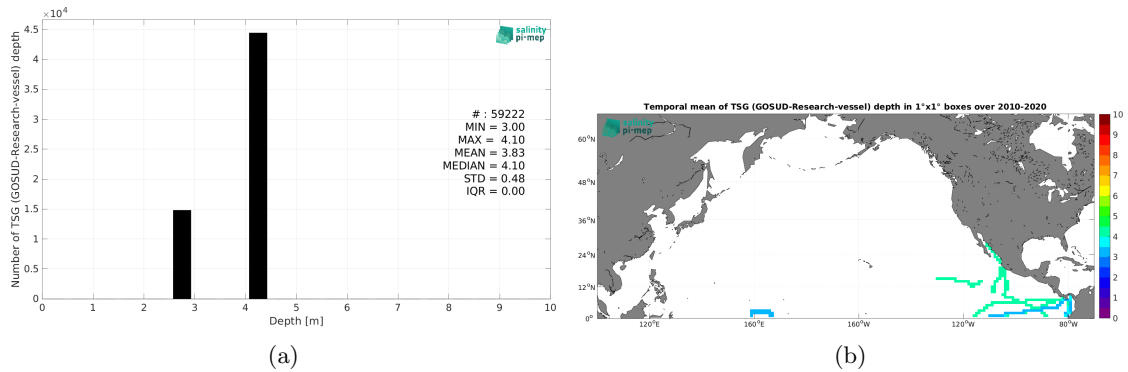 ×10⁴
4.5
4
3.5
3
2.5
2
1.5
1
0.5
0
Number of TSG (GOSUD-Research-vessel) depth
salinity
pi-mep
# : 59222
MIN = 3.00
MAX = 4.10
MEAN = 3.83
MEDIAN = 4.10
STD = 0.48
IQR = 0.00
0 1 2 3 4 5 6 7 8 9 10
Depth [m]
(a)
Temporal mean of TSG (GOSUD-Research-vessel) depth in 1°x1° boxes over 2010-2020
salinity
pi-mep
60°N
48°N
36°N
24°N
12°N
0°
120°E 160°E 160°W 120°W 80°W
10
9
8
7
6
5
4
3
2
1
0
(b)